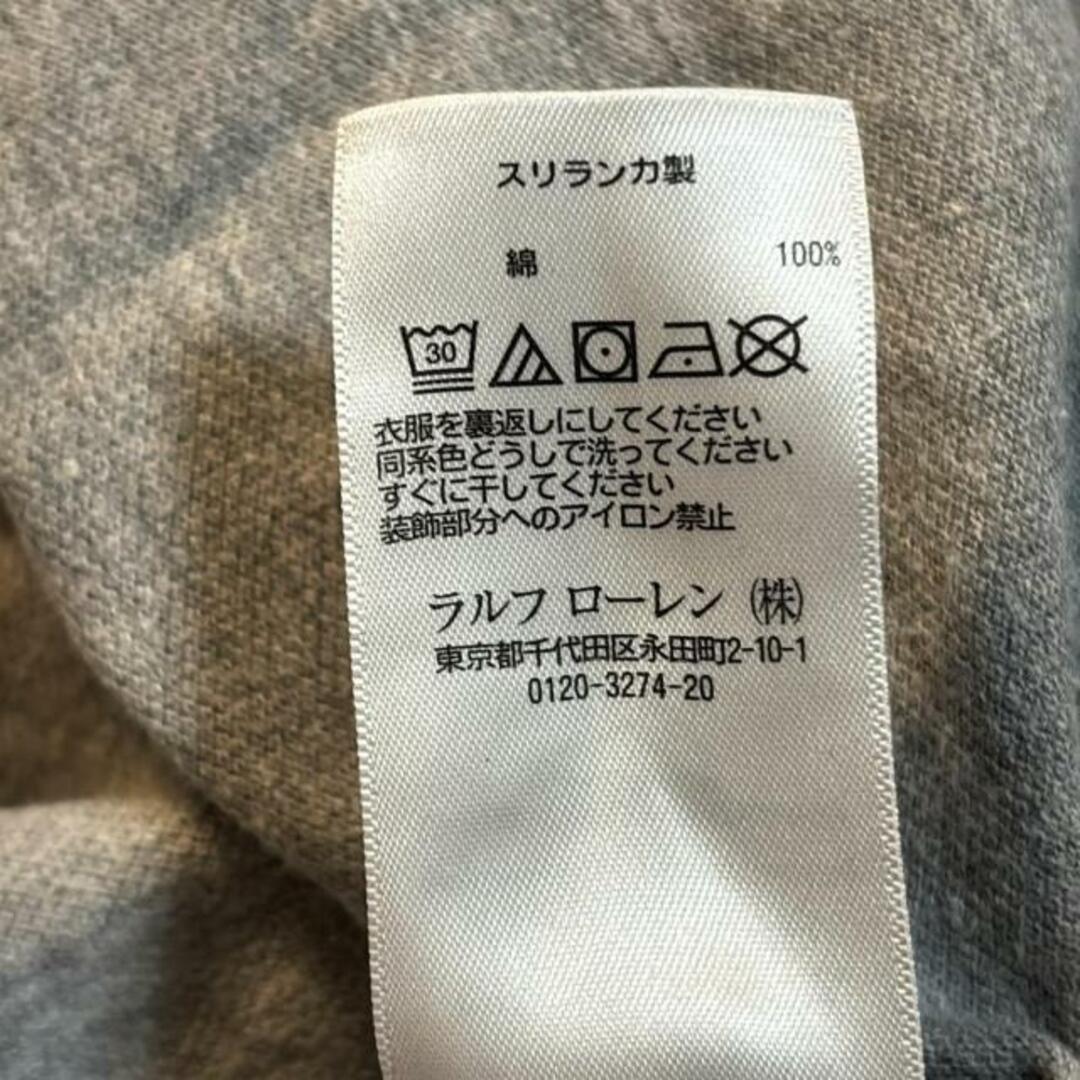 スリランカ製
綿 100%
30
衣服を裏返しにしてください
同系色どうしで洗ってください
すぐに干してください
装飾部分へのアイロン禁止
ラルフ ローレン (株)
東京都千代田区永田町2-10-1
0120-3274-20